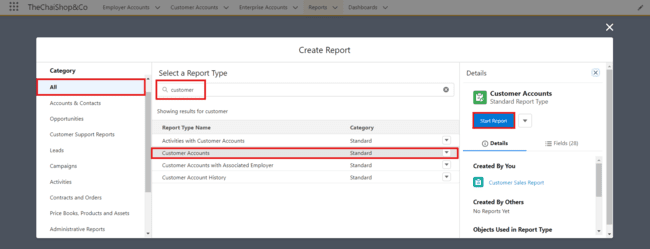 TheChaiShop&Co
Employer Accounts Customer Accounts Enterprise Accounts Reports Dashboards
Create Report
Category
All
Accounts & Contacts
Opportunities
Customer Support Reports
Leads
Campaigns
Activities
Contracts and Orders
Price Books, Products and Assets
Administrative Reports
Select a Report Type
customer
Showing results for customer
Report Type Name Category
Activities with Customer Accounts Standard
Customer Accounts Standard
Customer Accounts with Associated Employer Standard
Customer Account History Standard
Details
Customer Accounts
Standard Report Type
Start Report
Details Fields (28)
Created By You
Customer Sales Report
Created By Others
No Reports Yet
Objects Used in Report Type